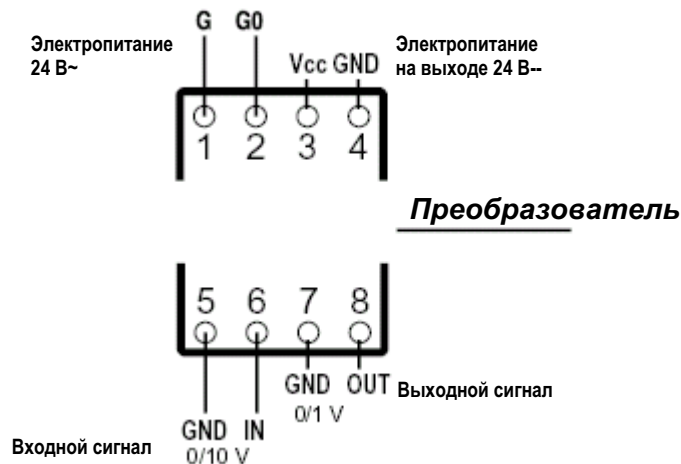 G G0
Электропитание
24 В~
Vcc GND
Электропитание
на выходе 24 В--
1 2 3 4
Преобразователь
5 6 7 8
GND OUT
0/1 V
Выходной сигнал
Входной сигнал
GND IN
0/10 V